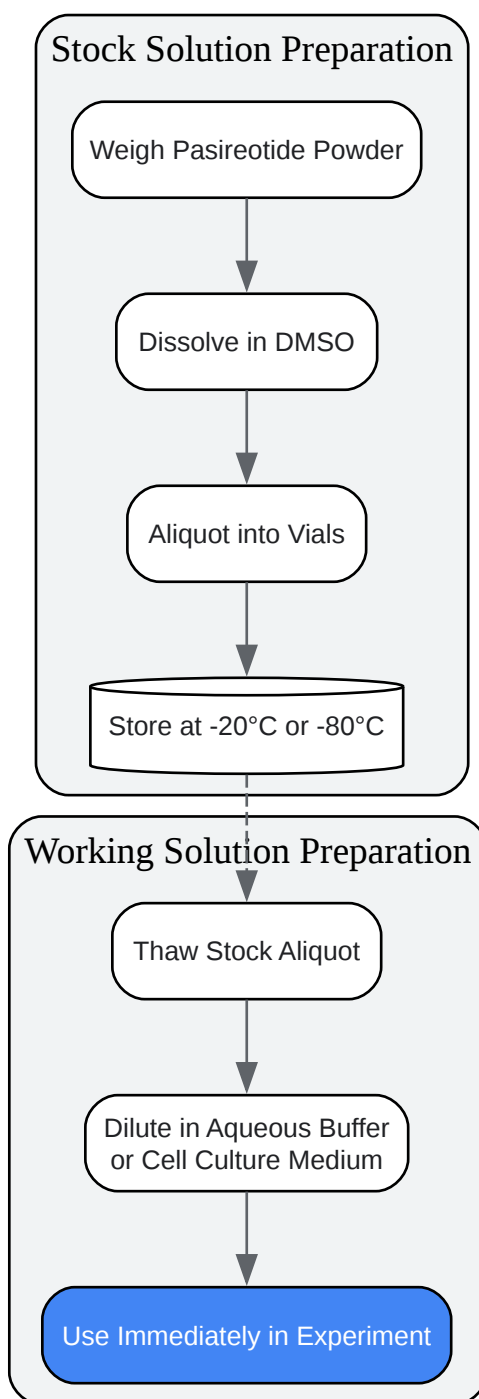 Stock Solution Preparation
Weigh Pasireotide Powder
Dissolve in DMSO
Aliquot into Vials
Store at -20°C or -80°C
Working Solution Preparation
Thaw Stock Aliquot
Dilute in Aqueous Buffer
or Cell Culture Medium
Use Immediately in Experiment